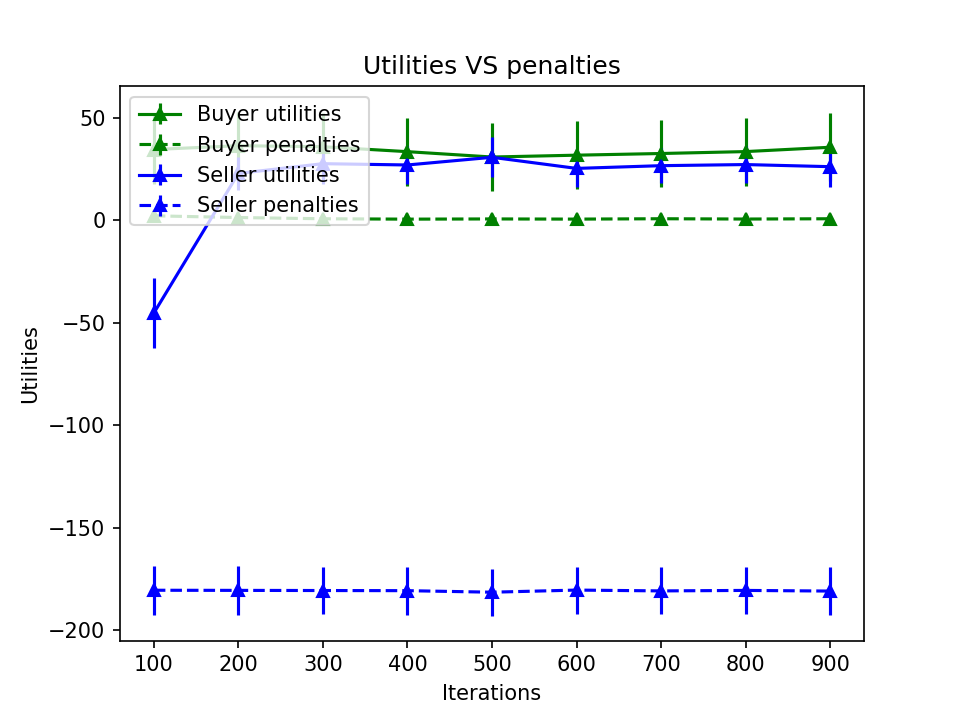 Utilities VS penalties
Buyer utilities
Buyer penalties
Seller utilities
Seller penalties
50
0
−50
−100
−150
−200
Utilities
100 200 300 400 500 600 700 800 900
Iterations